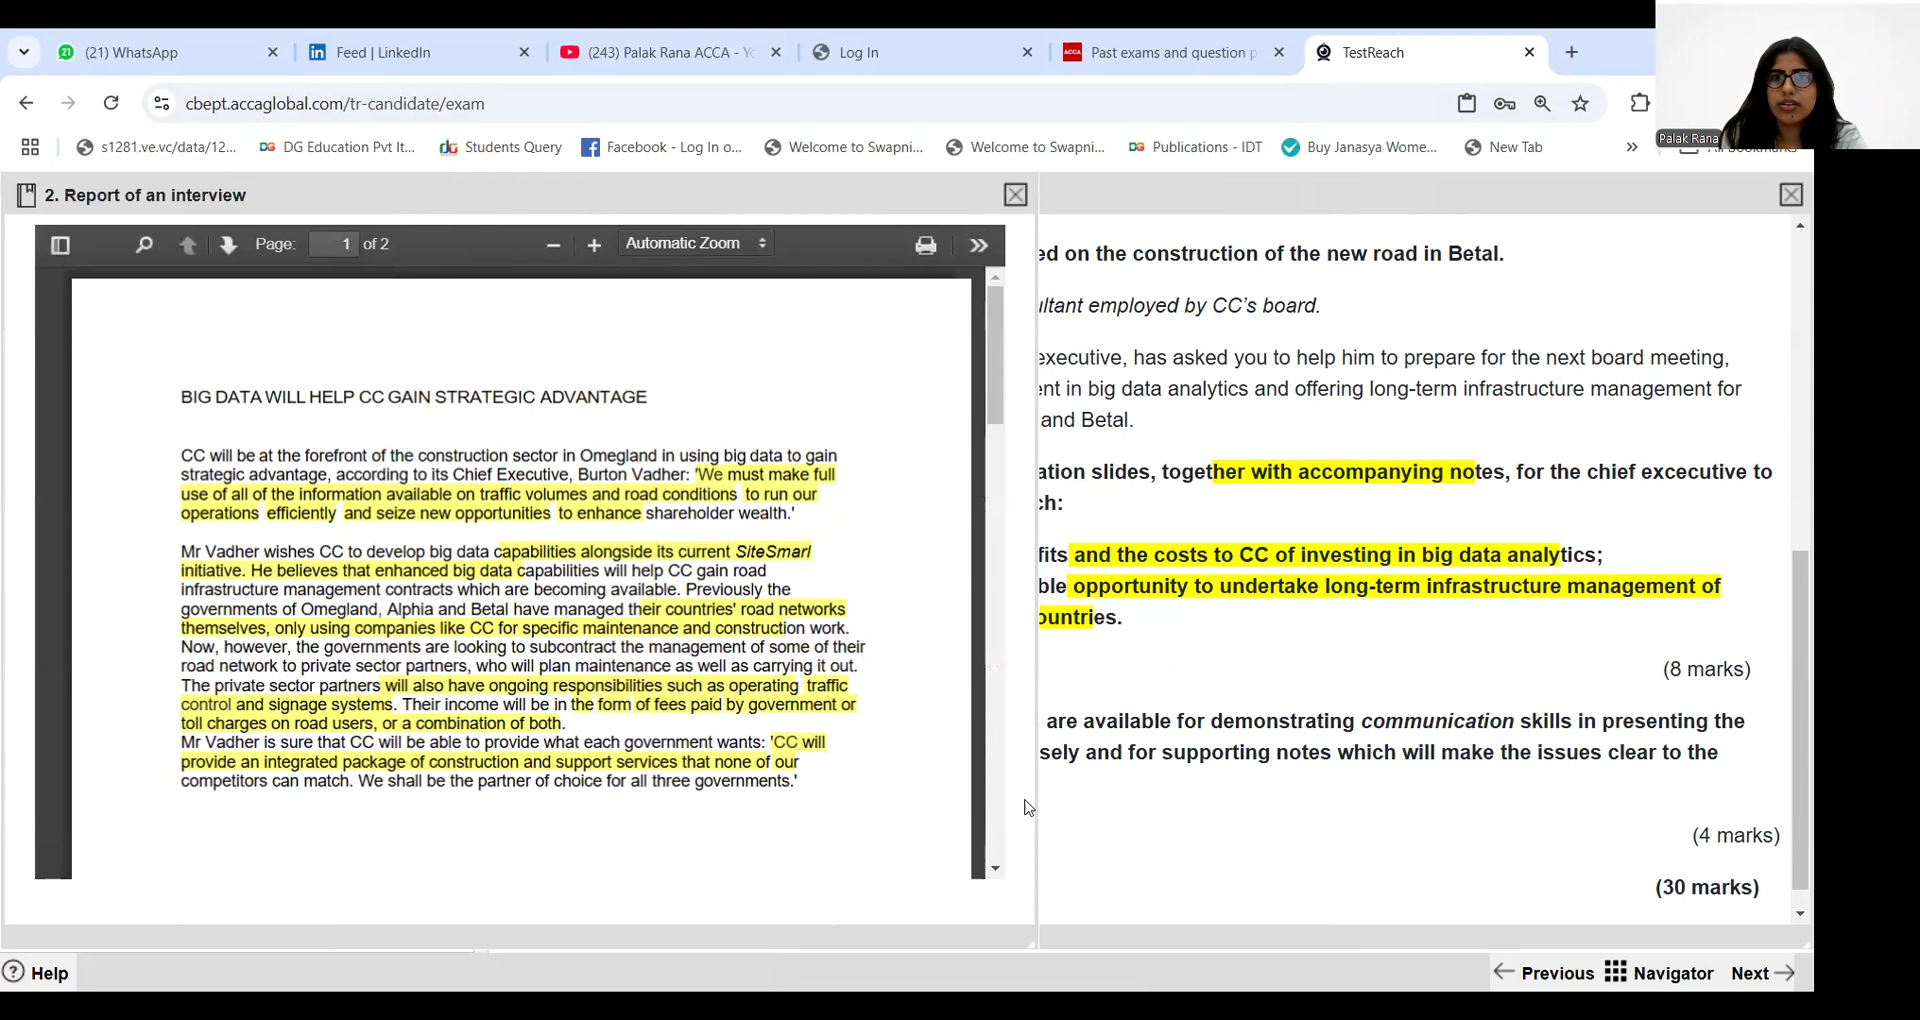 (21) WhatsApp
Feed | LinkedIn
(243) Palak Rana ACCA - Yo
Log In
Past exams and question p
TestReach
cbept.accaglobal.com/tr-candidate/exam
Palak Rana
s1281.ve.vc/data/12...
DG Education Pvt It...
Students Query
Facebook - Log In o...
Welcome to Swapni...
Welcome to Swapni...
Publications - IDT
Buy Janasya Wome...
New Tab
All Bookmarks
2. Report of an interview
Page: 1 of 2
Automatic Zoom
BIG DATA WILL HELP CC GAIN STRATEGIC ADVANTAGE
CC will be at the forefront of the construction sector in Omegland in using big data to gain
strategic advantage, according to its Chief Executive, Burton Vadher: 'We must make full
use of all of the information available on traffic volumes and road conditions to run our
operations efficiently and seize new opportunities to enhance shareholder wealth.'
Mr Vadher wishes CC to develop big data capabilities alongside its current SiteSmart
initiative. He believes that enhanced big data capabilities will help CC gain road
infrastructure management contracts which are becoming available. Previously the
governments of Omegland, Alphia and Betal have managed their countries' road networks
themselves, only using companies like CC for specific maintenance and construction work.
Now, however, the governments are looking to subcontract the management of some of their
road network to private sector partners, who will plan maintenance as well as carrying it out.
The private sector partners will also have ongoing responsibilities such as operating traffic
control and signage systems. Their income will be in the form of fees paid by government or
toll charges on road users, or a combination of both.
Mr Vadher is sure that CC will be able to provide what each government wants: 'CC will
provide an integrated package of construction and support services that none of our
competitors can match. We shall be the partner of choice for all three governments.'
ed on the construction of the new road in Betal.
ultant employed by CC's board.
executive, has asked you to help him to prepare for the next board meeting,
ent in big data analytics and offering long-term infrastructure management for
and Betal.
ation slides, together with accompanying notes, for the chief excecutive to
ch:
fits and the costs to CC of investing in big data analytics;
ble opportunity to undertake long-term infrastructure management of
ountries.
(8 marks)
are available for demonstrating communication skills in presenting the
sely and for supporting notes which will make the issues clear to the
(4 marks)
(30 marks)
Help
Previous
Navigator
Next